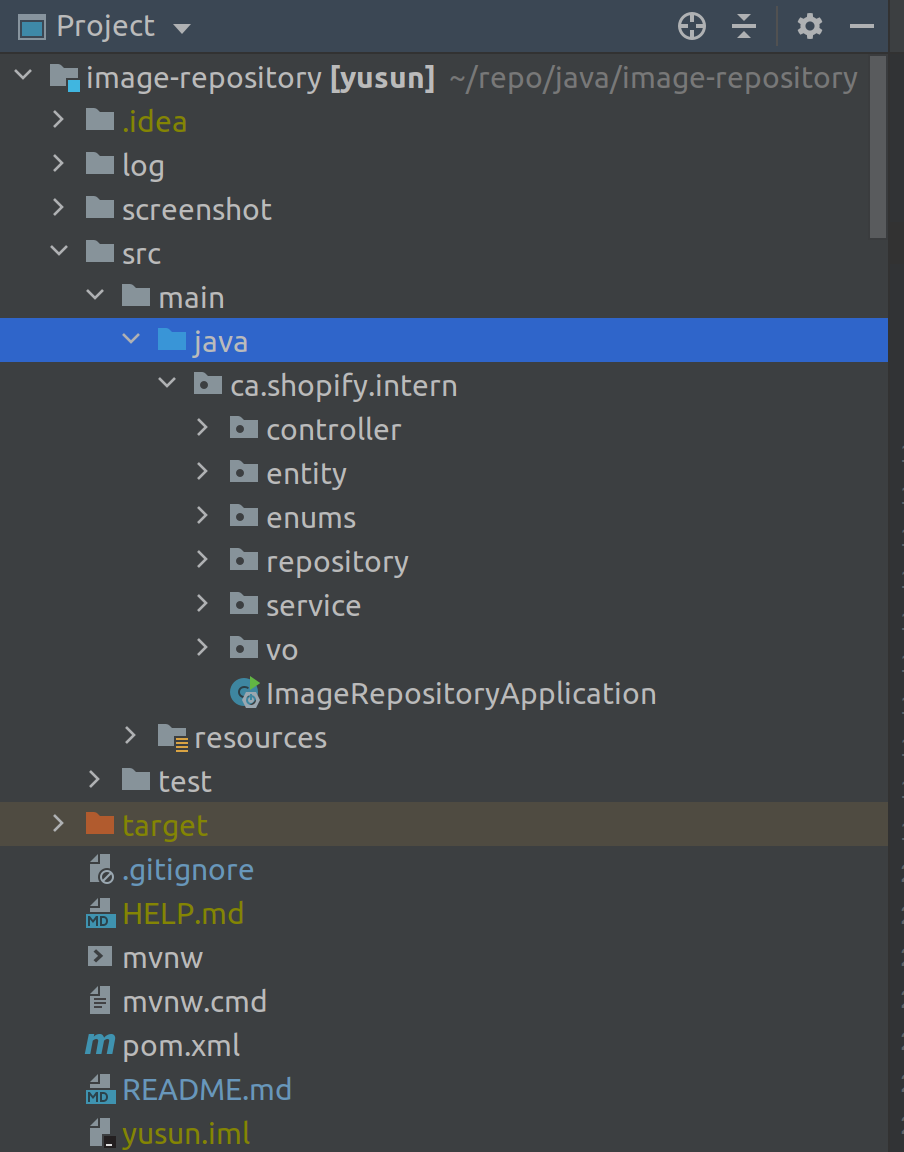 Project
image-repository [yusun] ~/repo/java/image-repository
.idea
log
screenshot
src
main
java
ca.shopify.intern
controller
entity
enums
repository
service
vo
ImageRepositoryApplication
resources
test
target
.gitignore
MD HELP.md
mvnw
mvnw.cmd
m pom.xml
MD README.md
yusun.iml